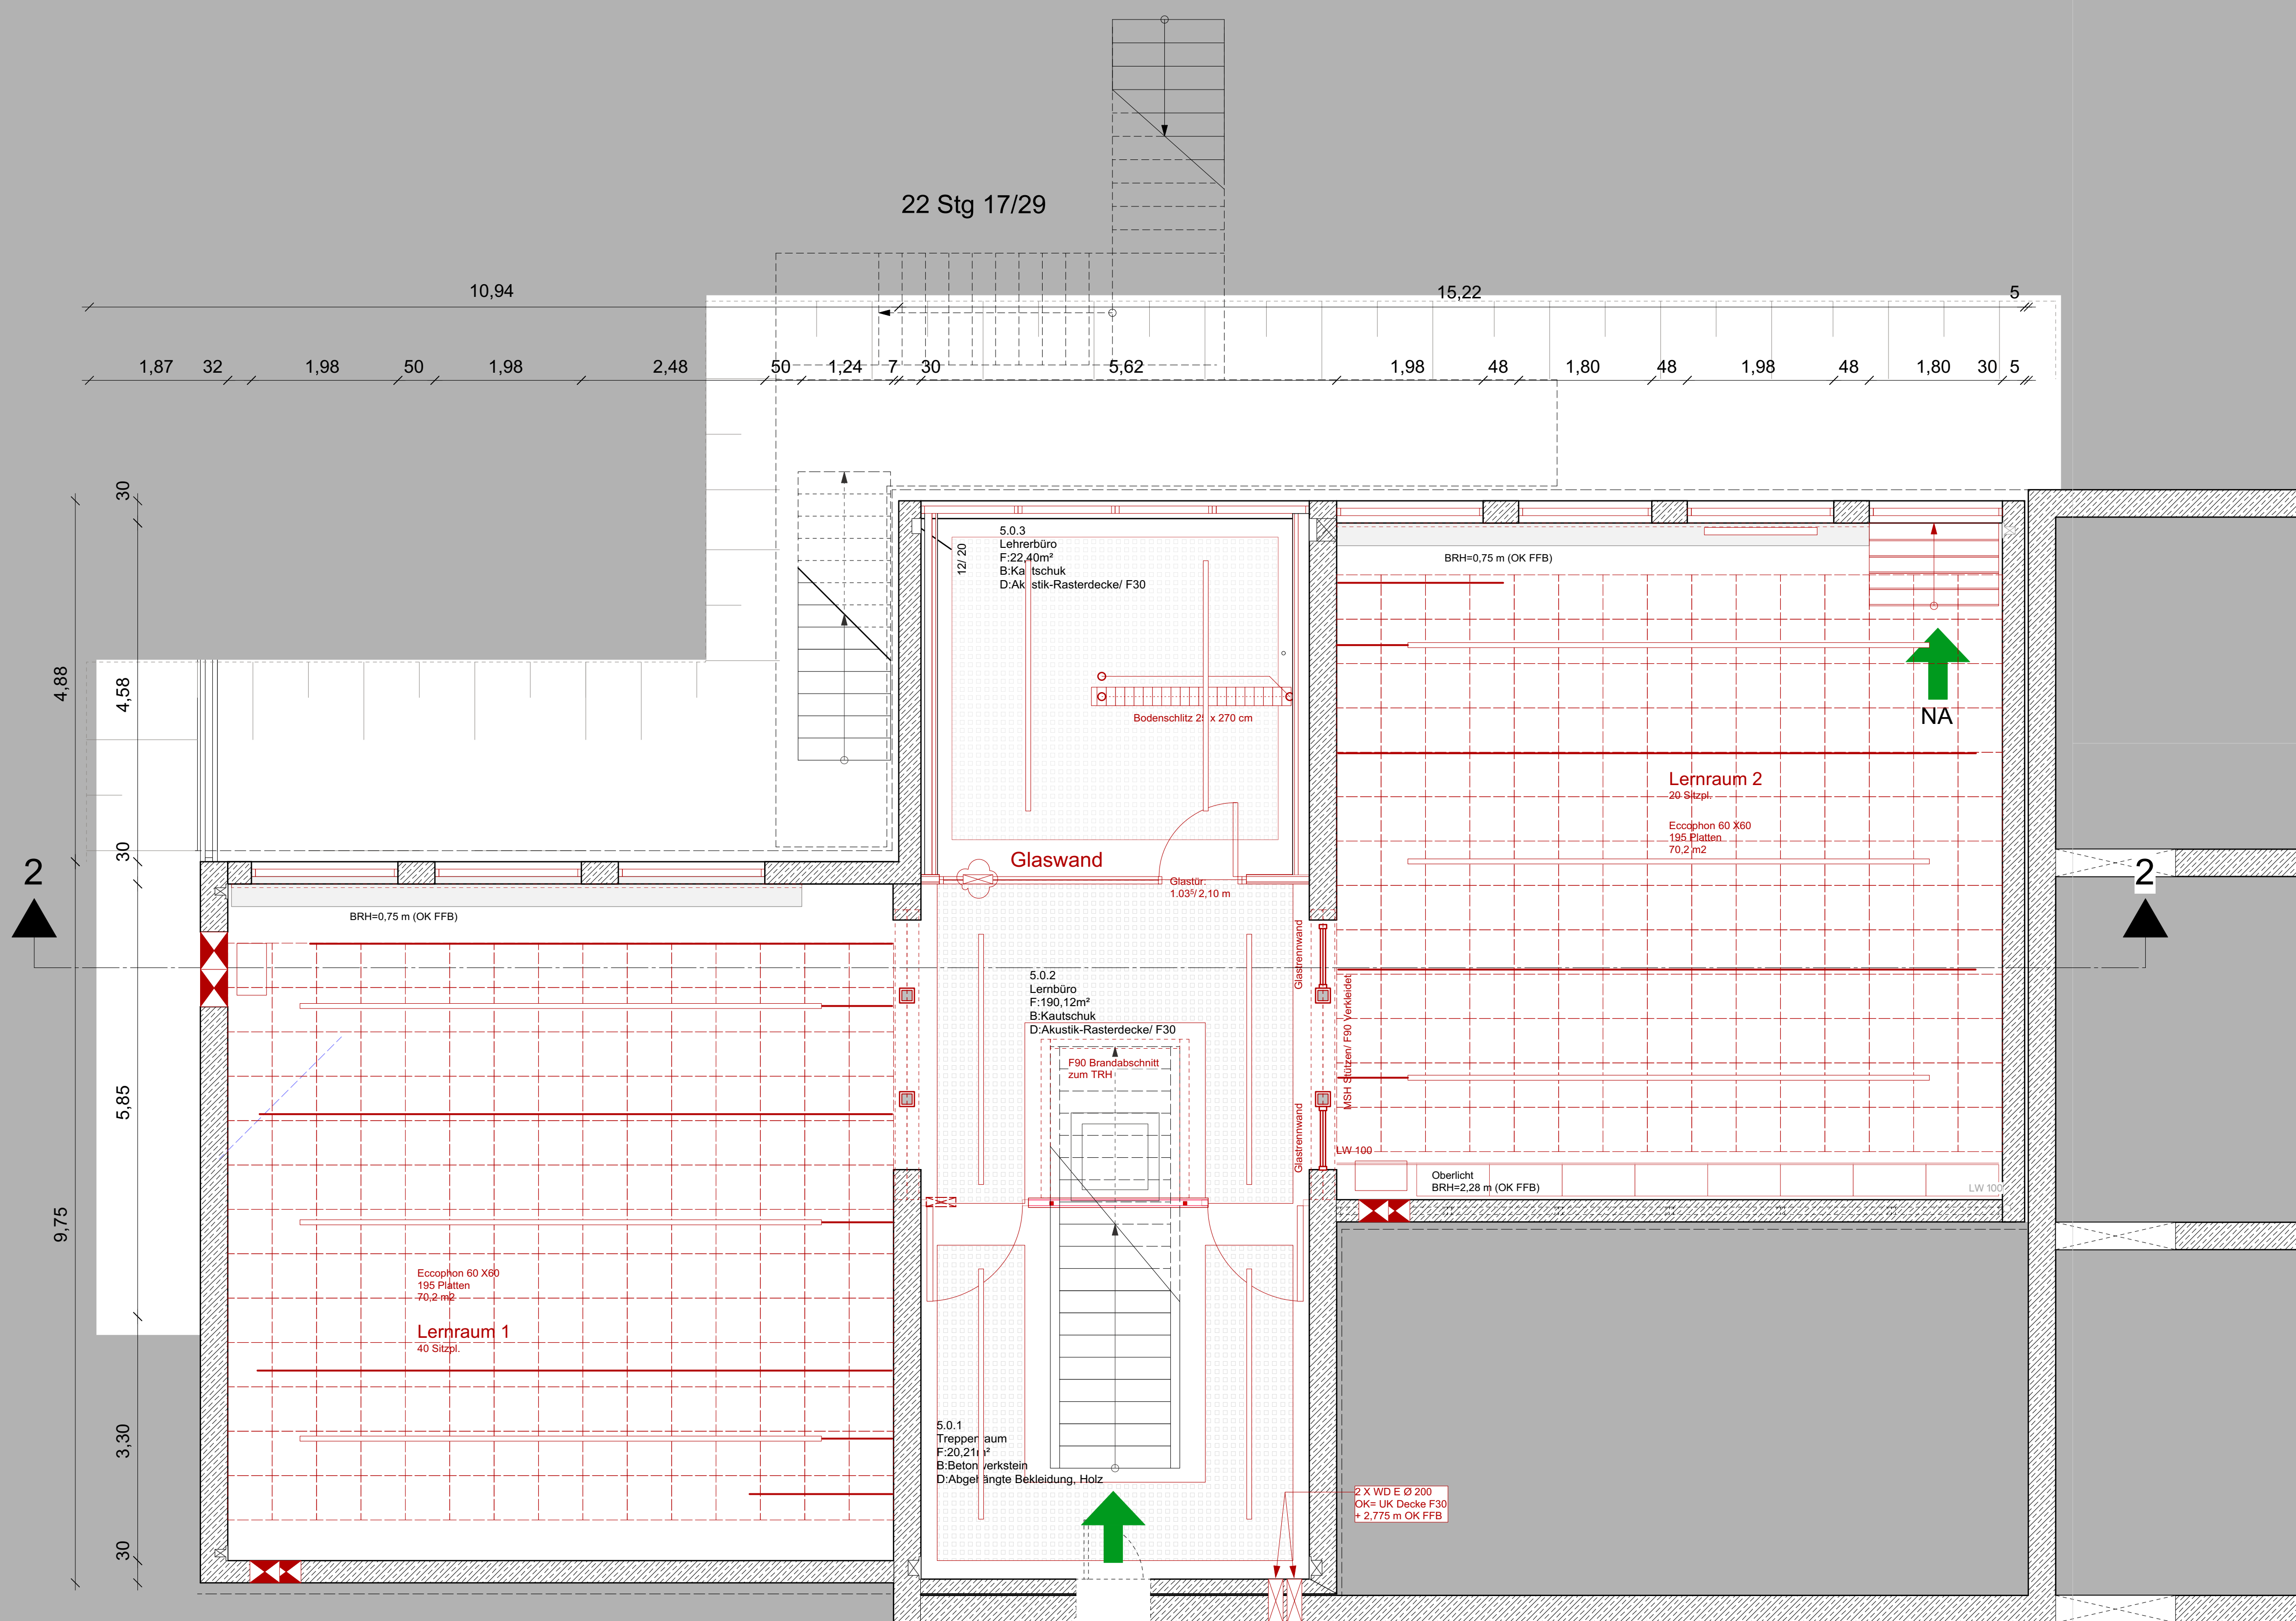 22 Stg 17/29
10,94
15,22
5
1,87 32 1,98 50 1,98 2,48 50 1,24 7 30 5,62 1,98 48 1,80 48 1,98 48 1,80 30 5
30
4,88
4,58
30
5,85
9,75
3,30
30
5.0.3
Lehrerbüro
F:22,40m²
B:Kautschuk
D:Akustik-Rasterdecke/ F30
12/ 20
BRH=0,75 m (OK FFB)
Bodenschlitz 25 x 270 cm
NA
Lernraum 2
20 Sitzpl.
Eccophon 60 X60
195 Platten
70,2 m2
Glaswand
Glastür:
1.03⁵/ 2,10 m
2
2
BRH=0,75 m (OK FFB)
Glastrennwand
5.0.2
Lernbüro
F:190,12m²
B:Kautschuk
D:Akustik-Rasterdecke/ F30
MSH Stützen/ F90 Verkleidet
F90 Brandabschnitt
zum TRH
Glastrennwand
LW 100
Oberlicht
BRH=2,28 m (OK FFB)
LW 100
Eccophon 60 X60
195 Platten
70,2 m2
Lernraum 1
40 Sitzpl.
5.0.1
Treppenraum
F:20,21m²
B:Betonwerkstein
D:Abgehängte Bekleidung, Holz
2 X WD E Ø 200
OK= UK Decke F30
+ 2,775 m OK FFB